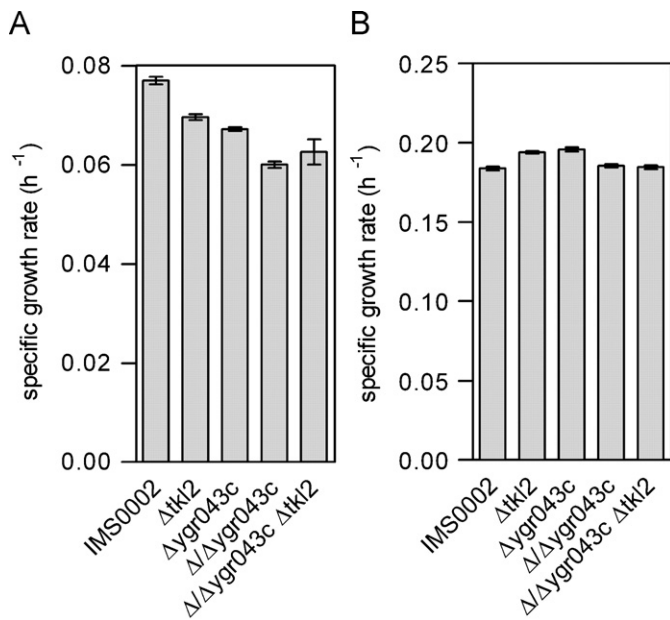 A
specific growth rate (h⁻¹)
0.08
0.06
0.04
0.02
0.00
IMS0002
Δtkl2
Δygr043c
Δ/Δygr043c
Δ/Δygr043c Δtkl2
B
specific growth rate (h⁻¹)
0.25
0.20
0.15
0.10
0.05
0.00
IMS0002
Δtkl2
Δygr043c
Δ/Δygr043c
Δ/Δygr043c Δtkl2